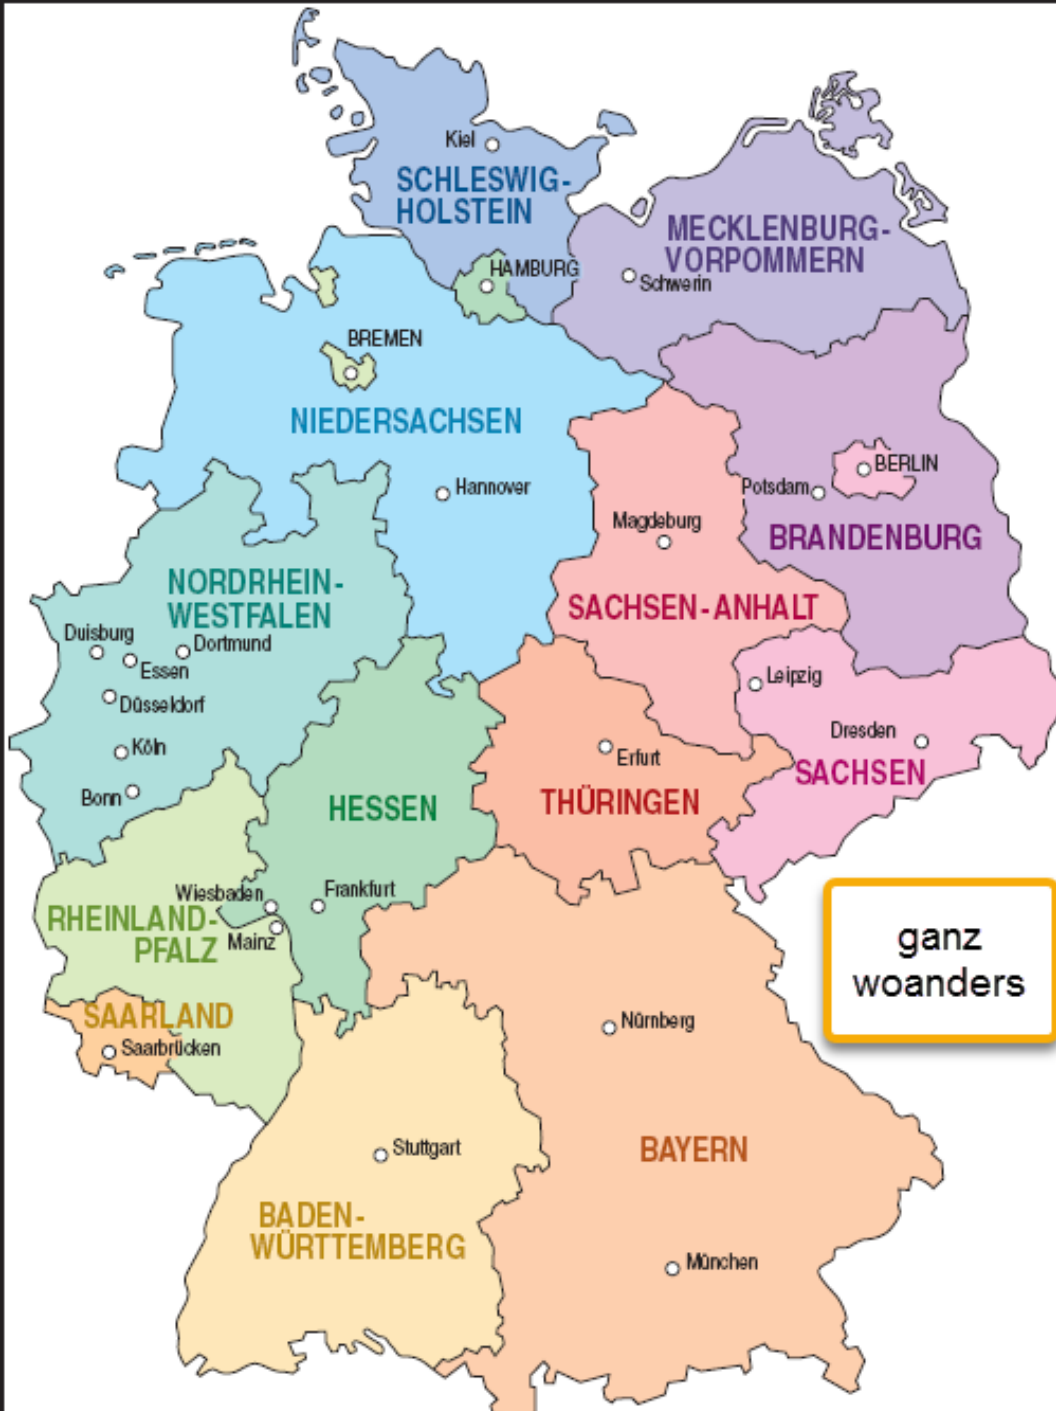 Kiel
SCHLESWIG-
HOLSTEIN
MECKLENBURG-
VORPOMMERN
HAMBURG
Schwerin
BREMEN
NIEDERSACHSEN
BERLIN
Hannover
Potsdam
Magdeburg
BRANDENBURG
NORDRHEIN-
WESTFALEN
SACHSEN-ANHALT
Duisburg
Dortmund
Essen
Leipzig
Düsseldorf
Dresden
Köln
Erfurt
SACHSEN
Bonn
HESSEN
THÜRINGEN
Wiesbaden
Frankfurt
RHEINLAND-
PFALZ
Mainz
ganz
woanders
SAARLAND
Nürnberg
Saarbrücken
Stuttgart
BAYERN
BADEN-
WÜRTTEMBERG
München